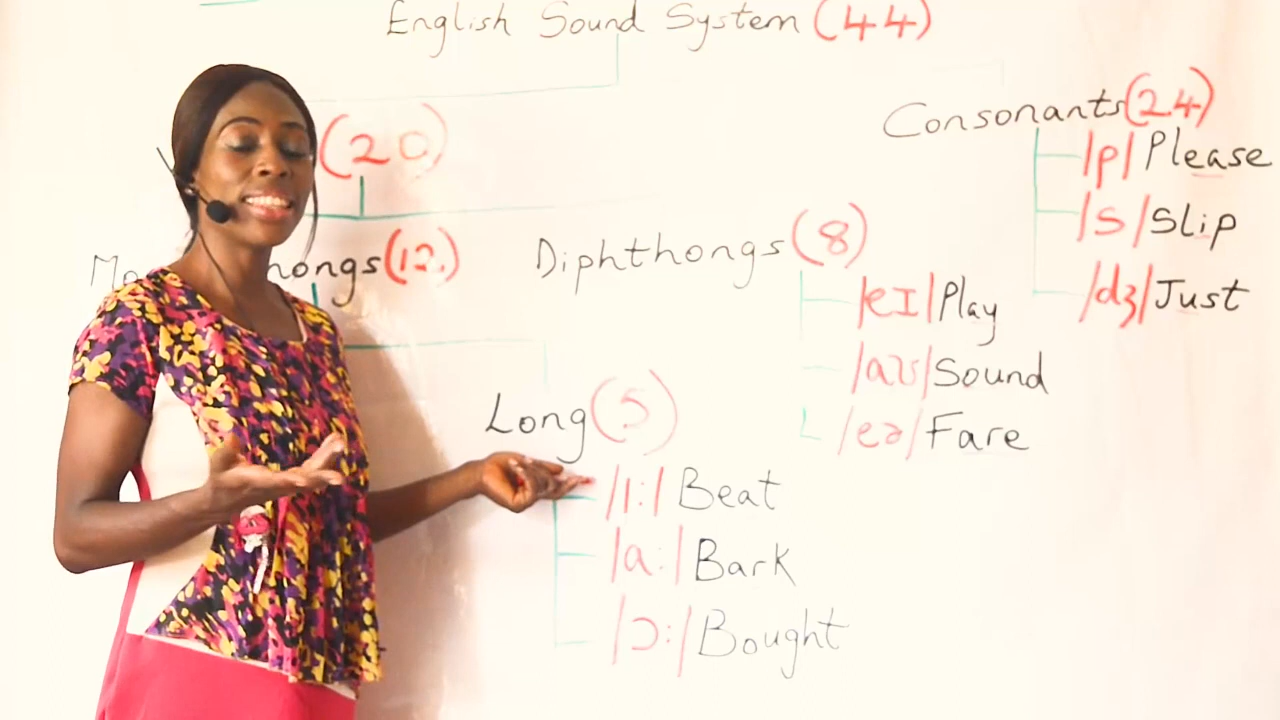 English Sound System (44)
(20)
Consonants (24)
/p/ Please
/s/ Slip
/dʒ/ Just
Mo hongs (12)
Diphthongs (8)
/eɪ/ Play
/aʊ/ Sound
/eə/ Fare
Long (5)
/ɪ:/ Beat
/a:/ Bark
/ɔ:/ Bought